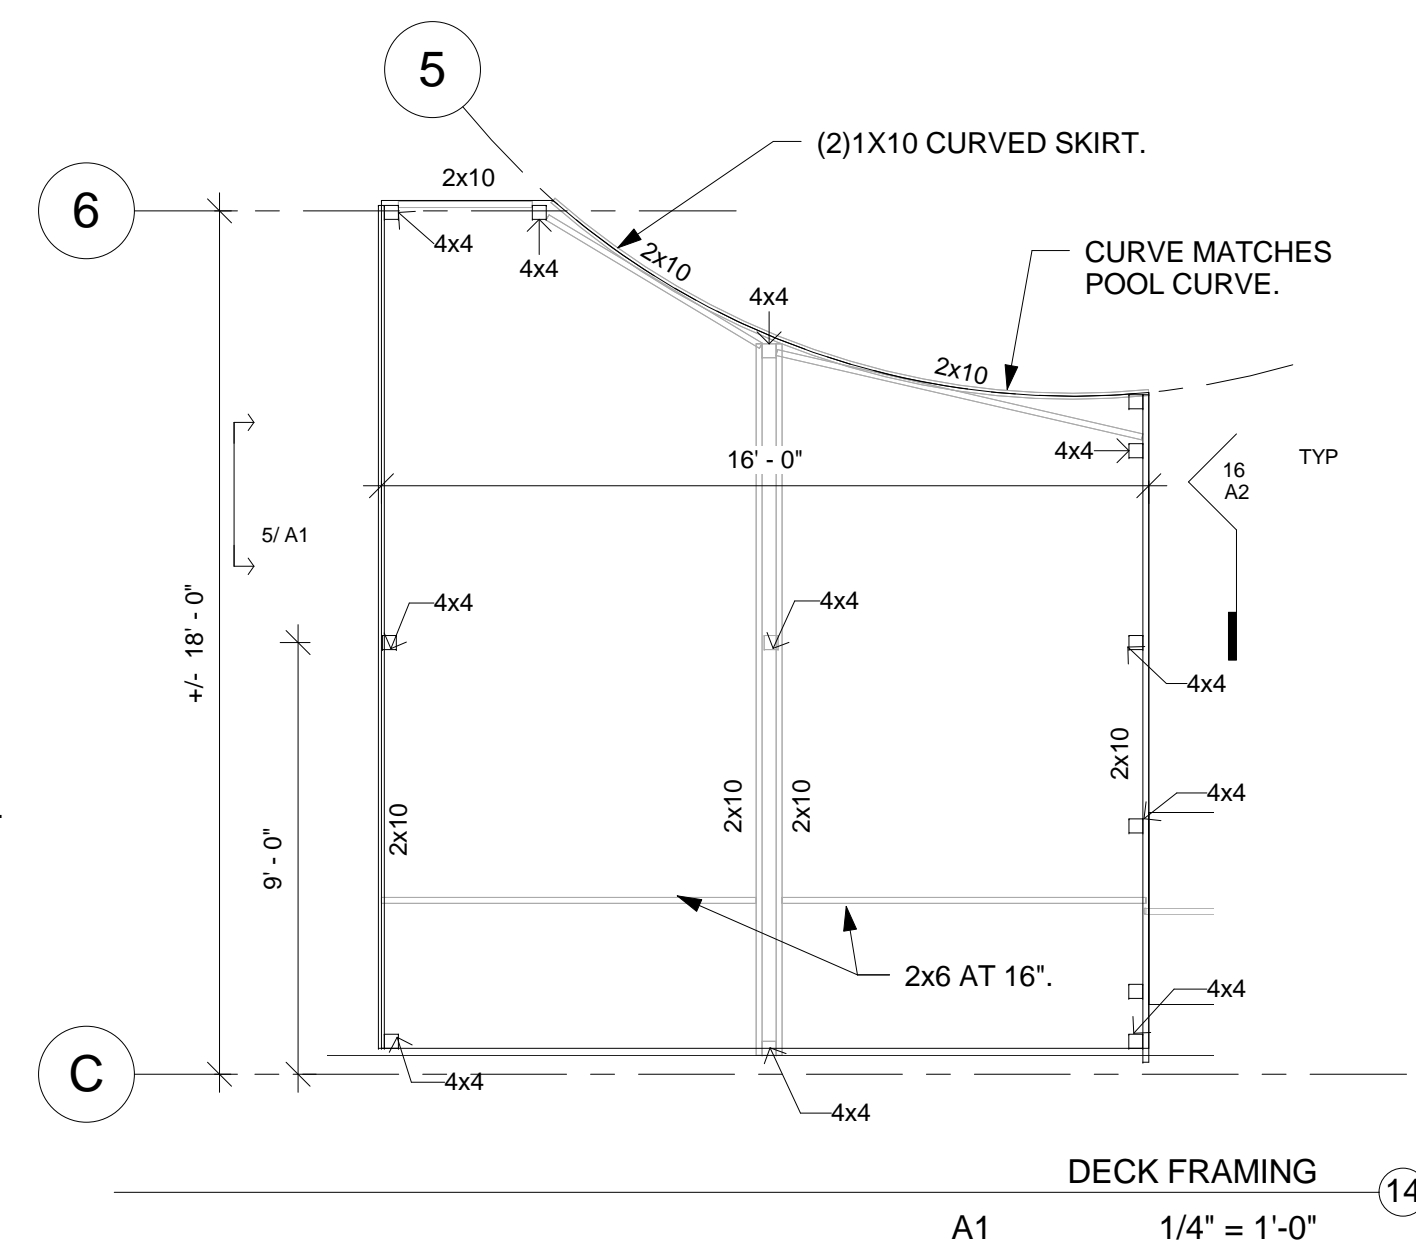 5
(2)1X10 CURVED SKIRT.
2x10
6
4x4
4x4
2x10
CURVE MATCHES
POOL CURVE.
4x4
2x10
16' - 0"
4x4
TYP
16
A2
5/ A1
+/- 18' - 0"
4x4
4x4
4x4
2x10
2x10
2x10
2x10
4x4
9' - 0"
2x6 AT 16".
4x4
C
4x4
4x4
DECK FRAMING
14
A1
1/4" = 1'-0"